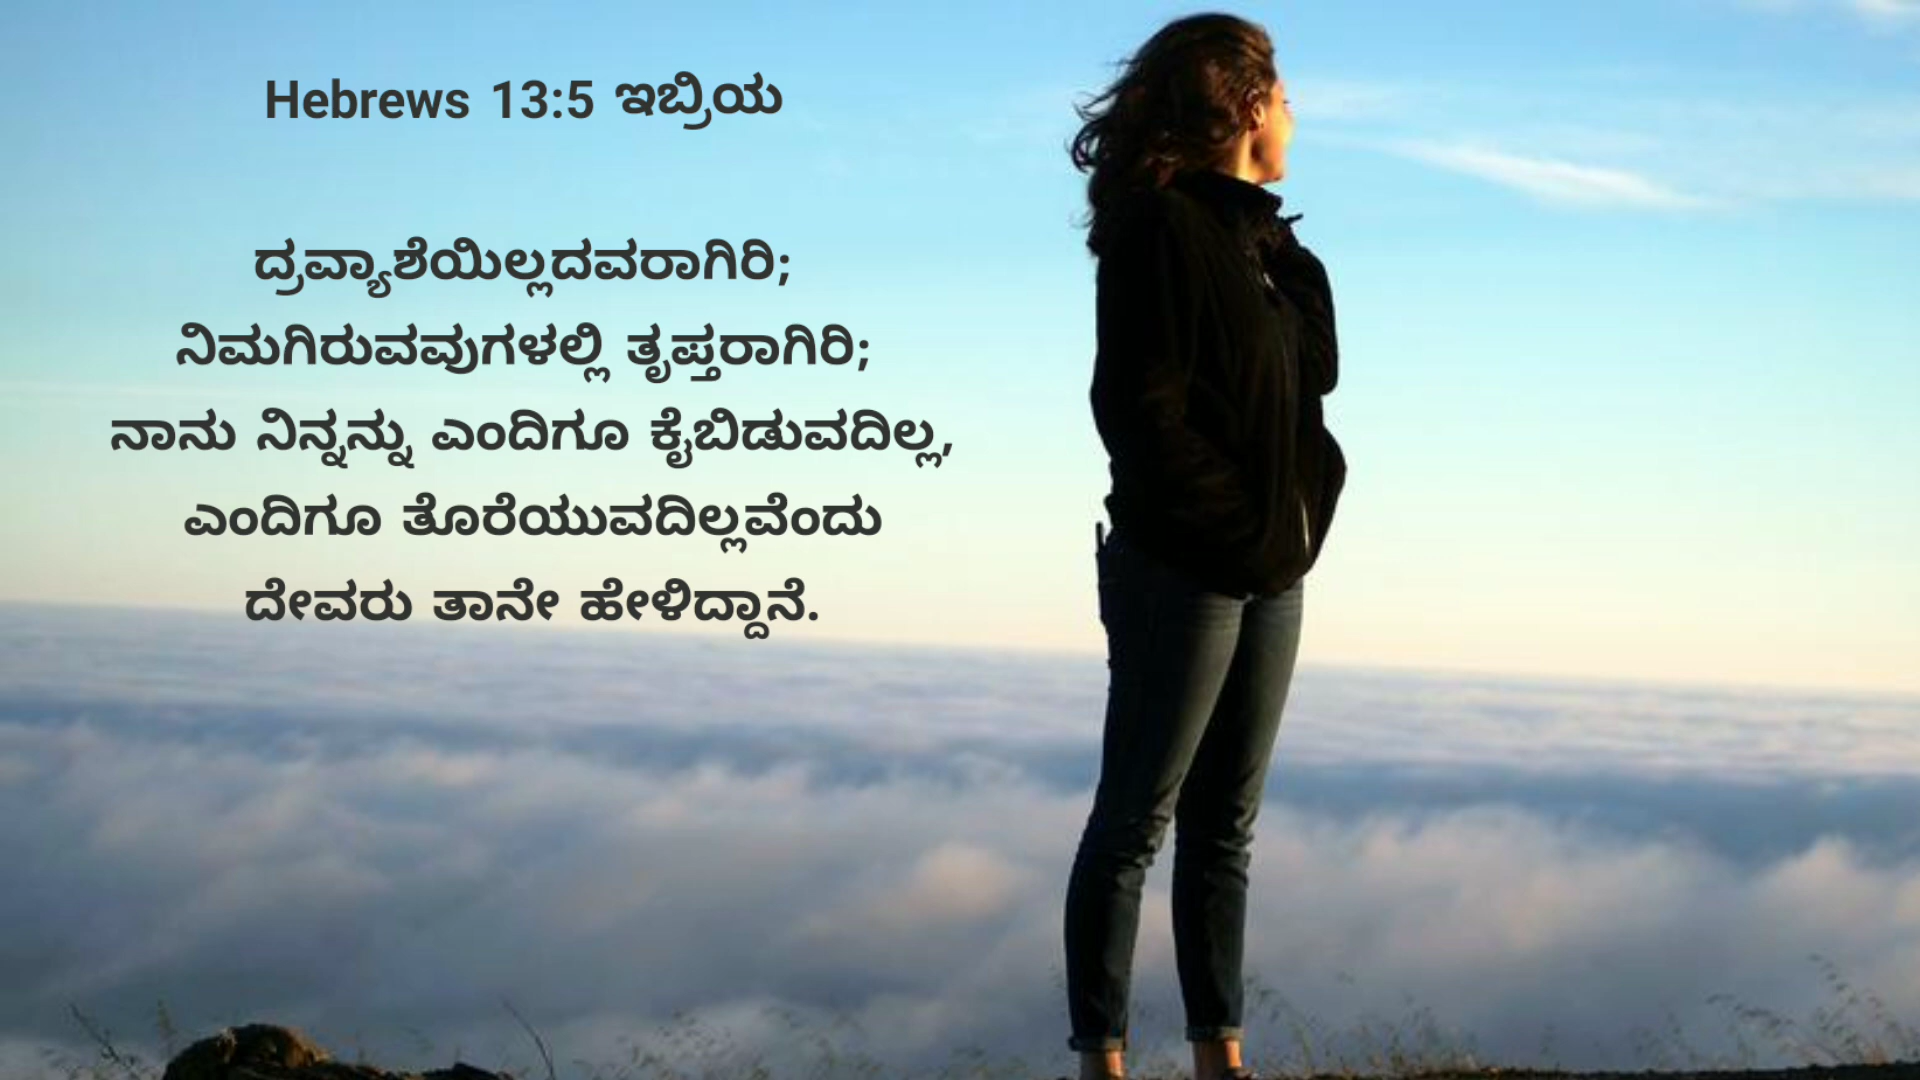 Hebrews 13:5 ಇಬ್ರಿಯ
ದ್ರವ್ಯಾಶೆಯಿಲ್ಲದವರಾಗಿರಿ;
ನಿಮಗಿರುವವುಗಳಲ್ಲಿ ತೃಪ್ತರಾಗಿರಿ;
ನಾನು ನಿನ್ನನ್ನು ಎಂದಿಗೂ ಕೈಬಿಡುವದಿಲ್ಲ,
ಎಂದಿಗೂ ತೊರೆಯುವದಿಲ್ಲವೆಂದು
ದೇವರು ತಾನೇ ಹೇಳಿದ್ದಾನೆ.